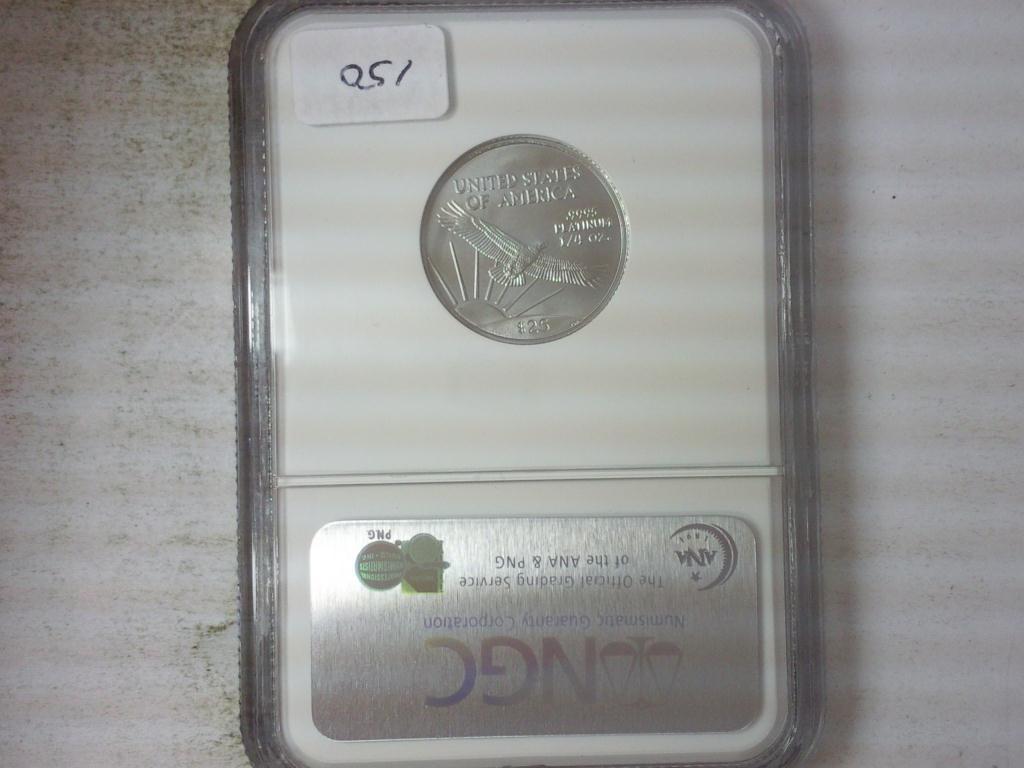 150
UNITED STATES
OF AMERICA
.9995
PLATINUM
1/4 OZ.
$25
NGC
Numismatic Guaranty Corporation
The Official Grading Service
of the ANA & PNG
ANA
PNG